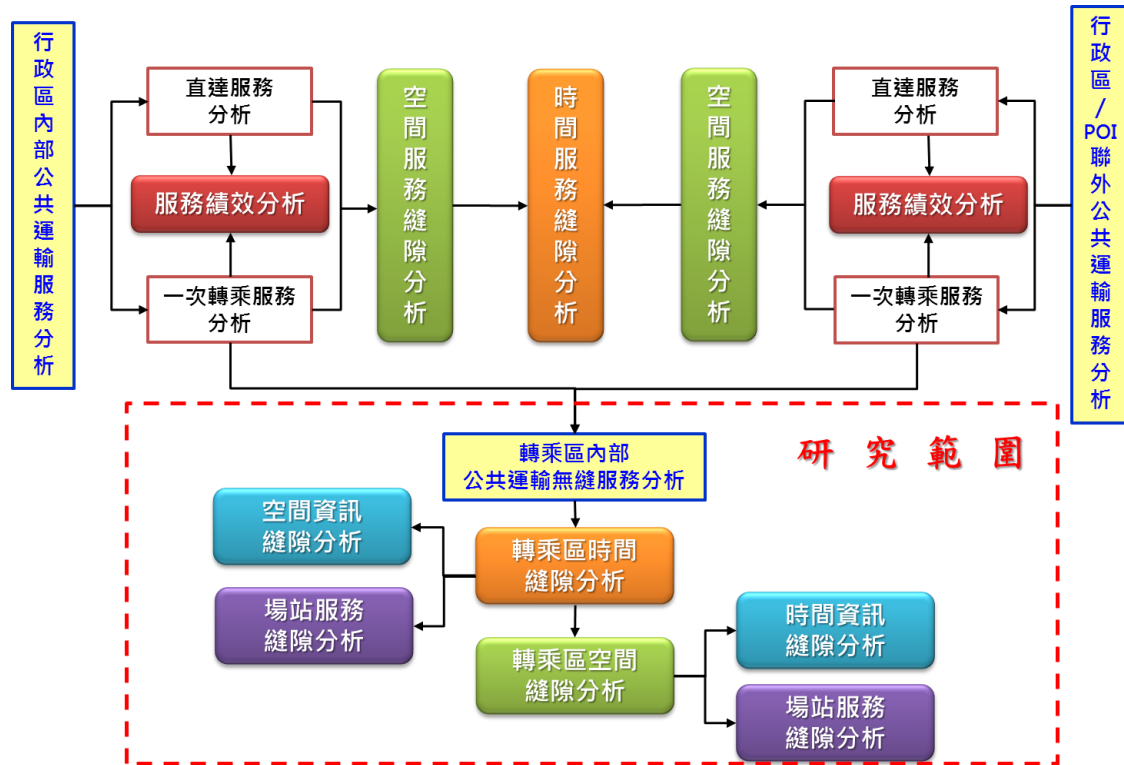 行政區內部公共運輸服務分析
直達服務
分析
服務績效分析
一次轉乘服務
分析
空間服務縫隙分析
時間服務縫隙分析
空間服務縫隙分析
直達服務
分析
服務績效分析
一次轉乘服務
分析
行政區/POI聯外公共運輸服務分析
研究範圍
轉乘區內部
公共運輸無縫服務分析
空間資訊
縫隙分析
轉乘區時間
縫隙分析
場站服務
縫隙分析
轉乘區空間
縫隙分析
時間資訊
縫隙分析
場站服務
縫隙分析